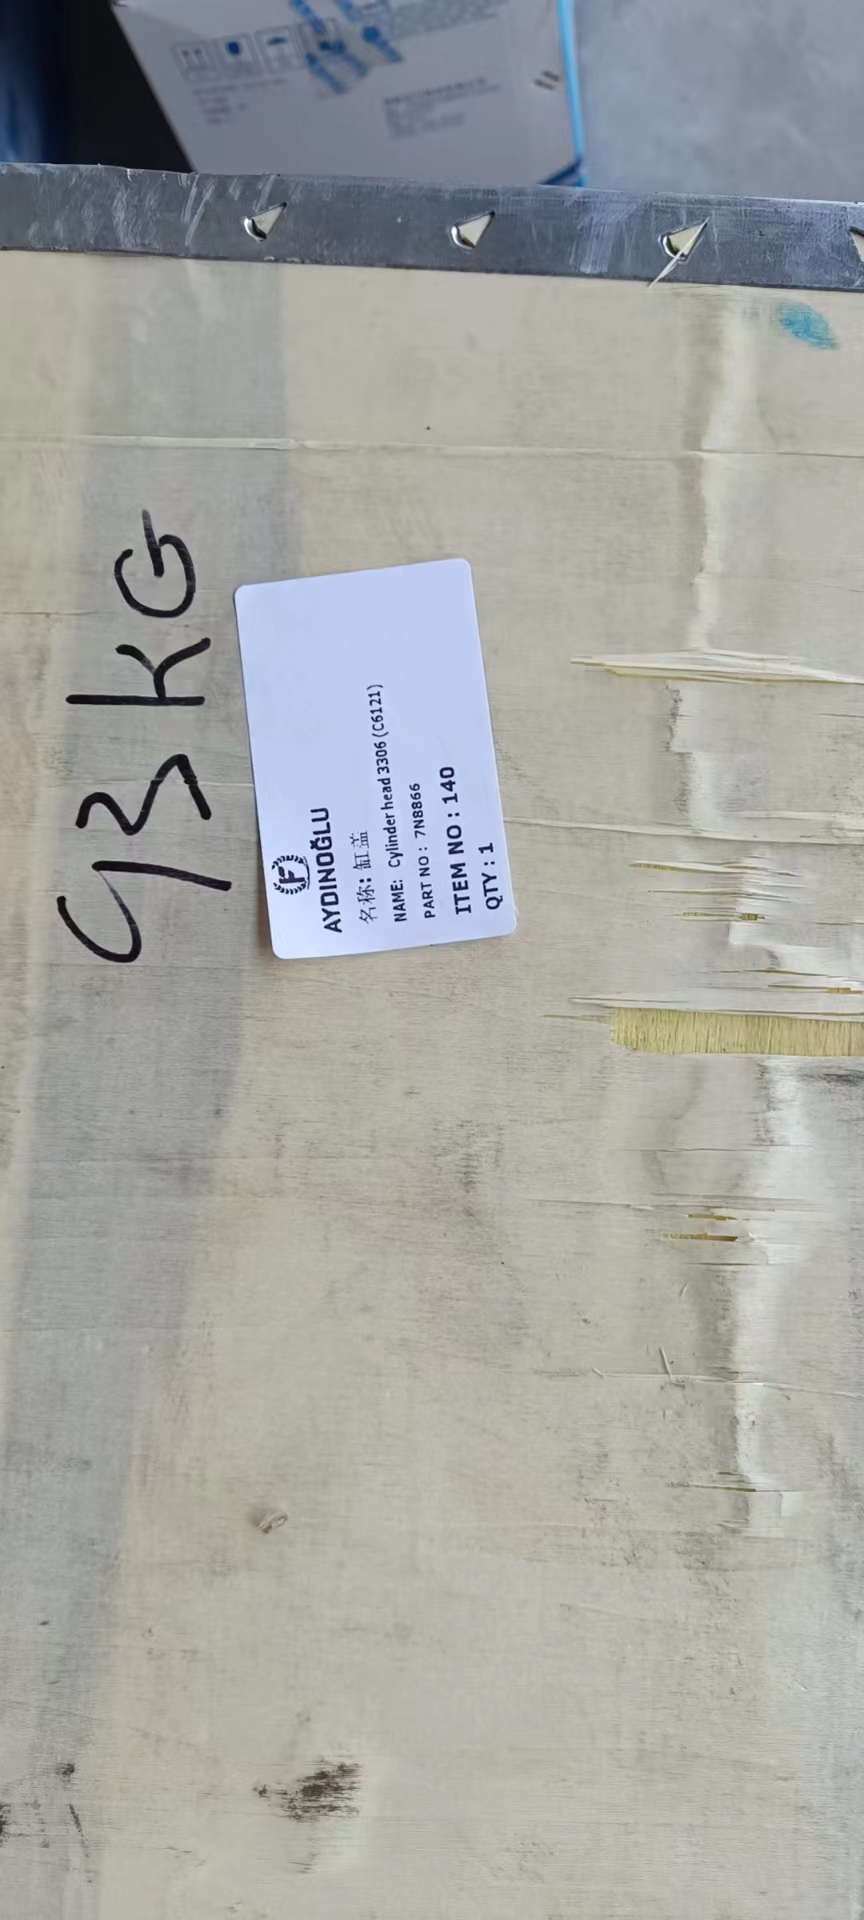 93KG
F
AYDINOĞLU
名称: 缸盖
NAME: Cylinder head 3306 (C6121)
PART NO : 7N8866
ITEM NO : 140
QTY : 1